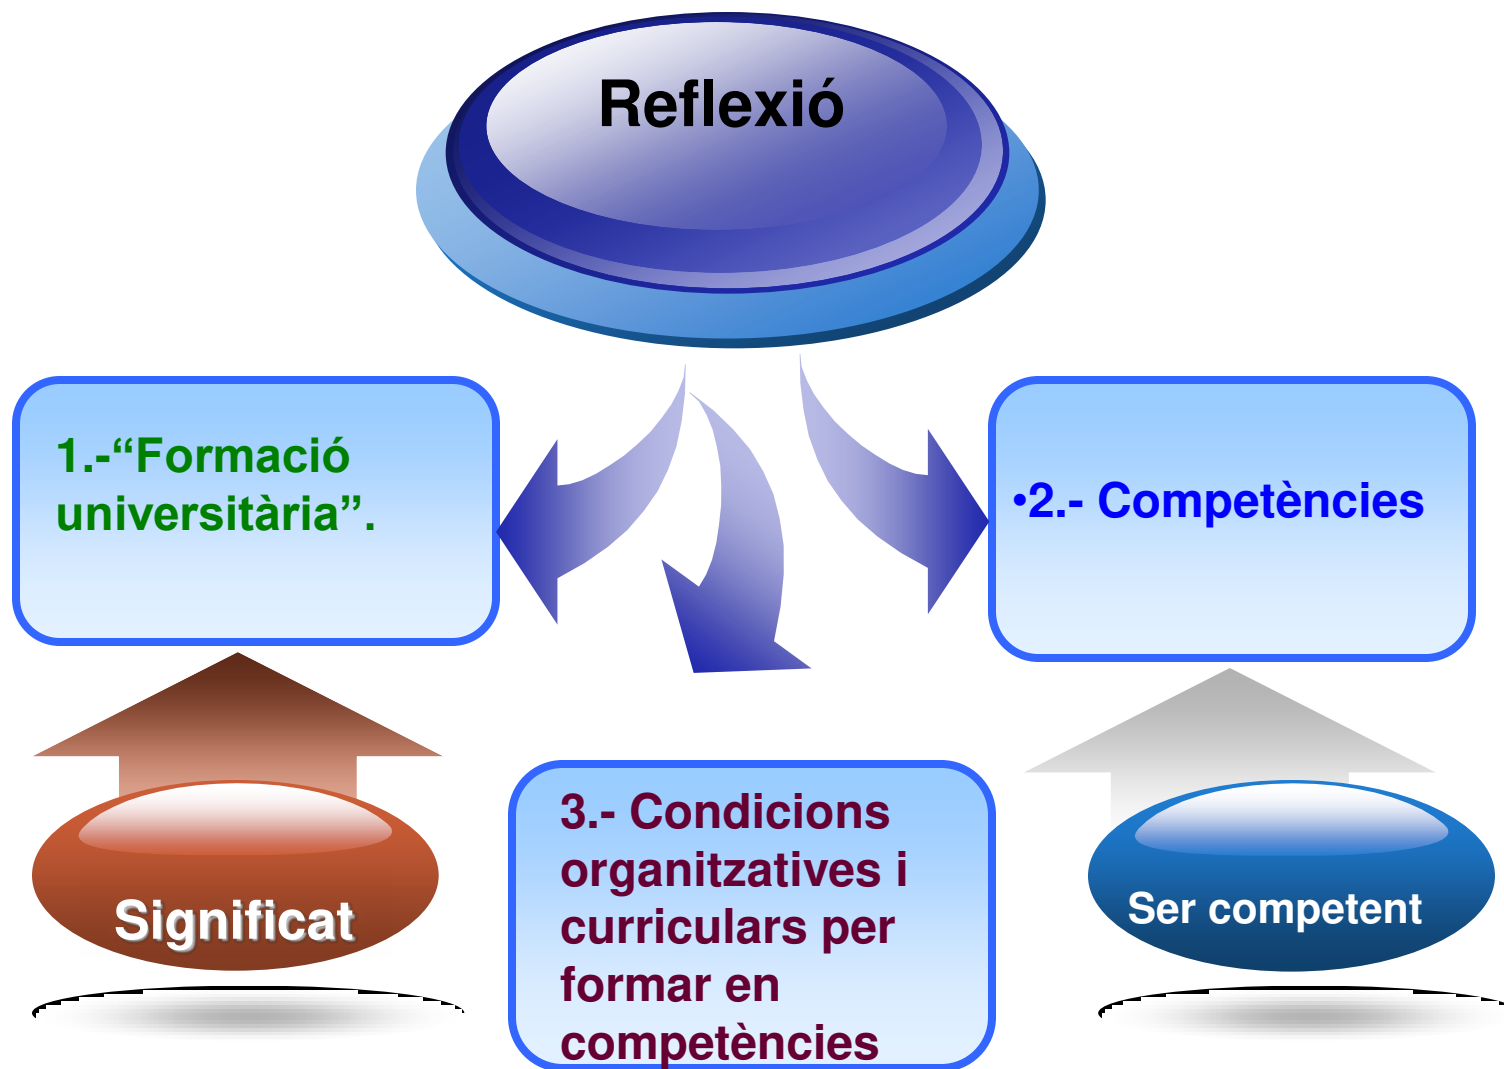 Reflexió
1.-“Formació
universitària”.
•2.- Competències
3.- Condicions
organitzatives i
curriculars per
formar en
competències
Significat
Ser competent